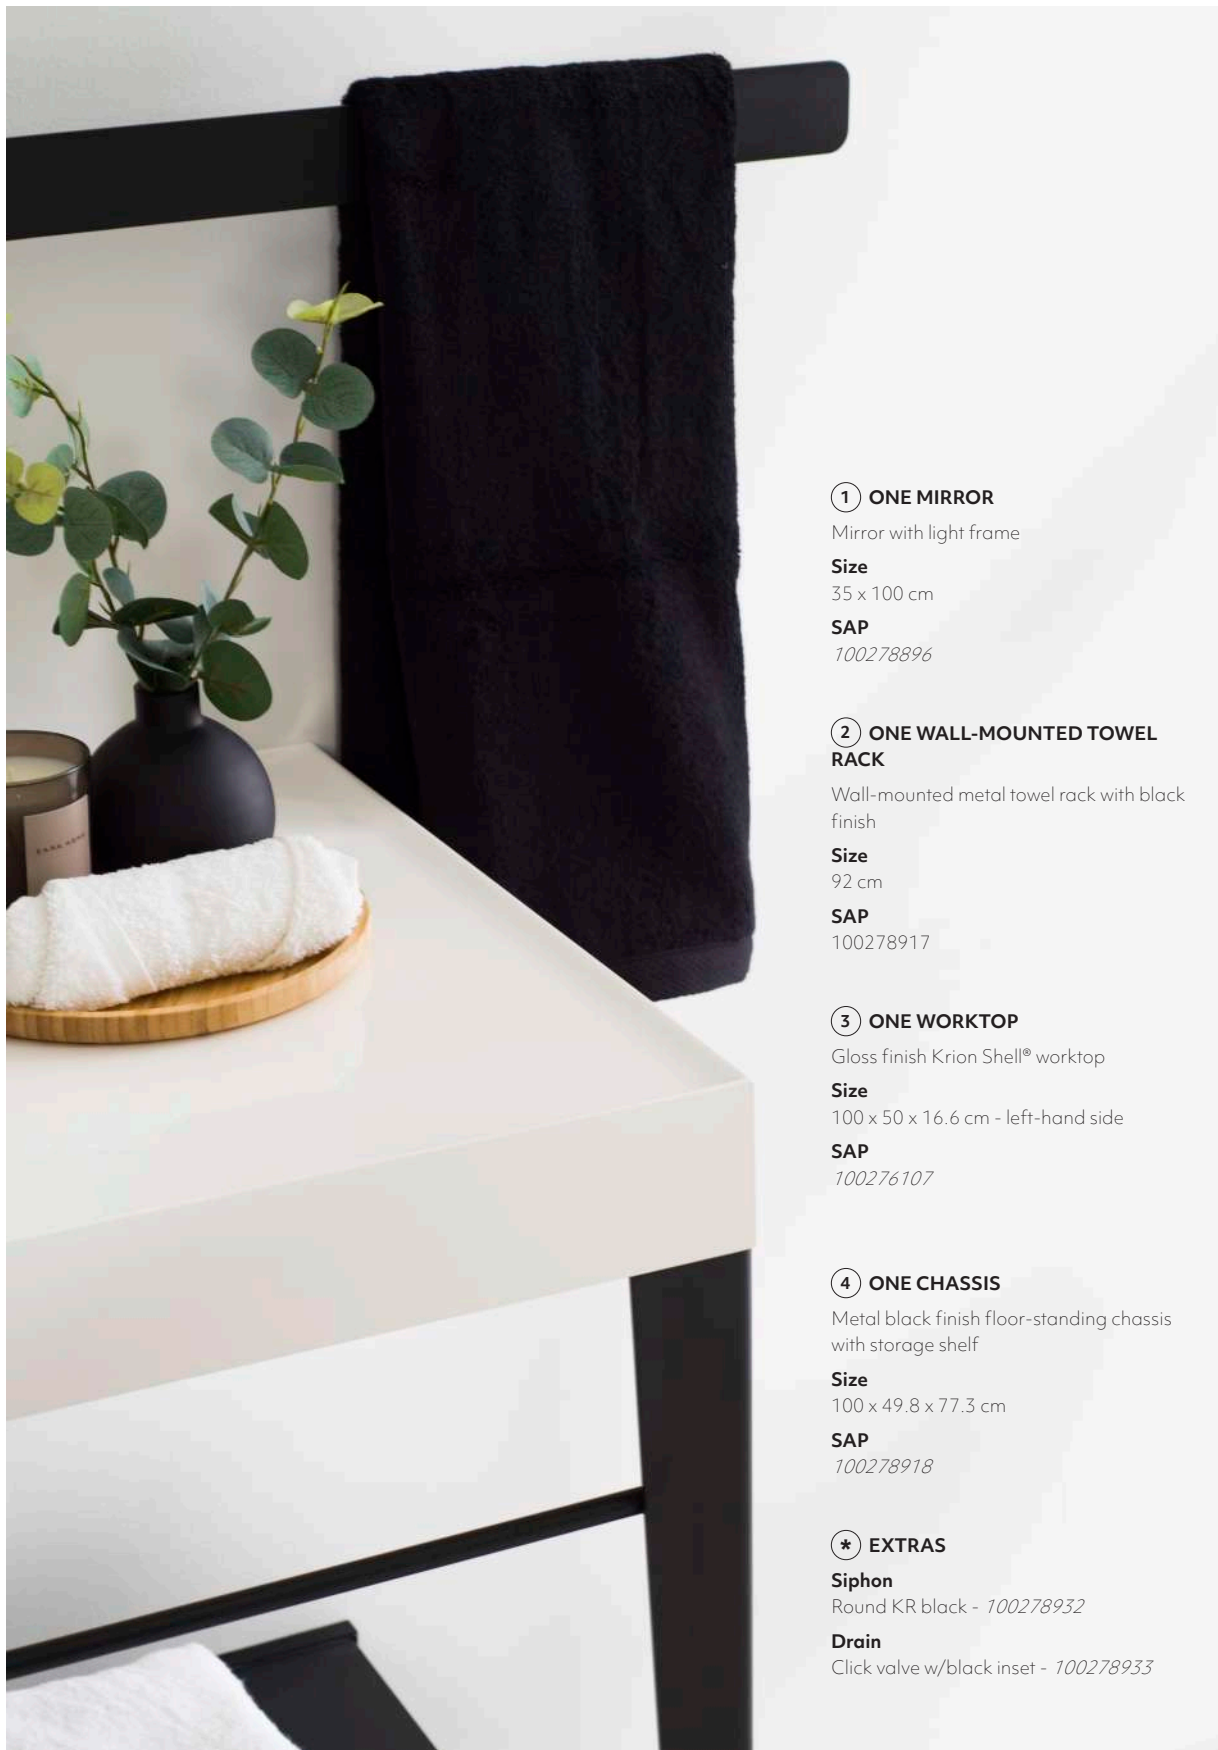 1 ONE MIRROR
Mirror with light frame
Size
35 x 100 cm
SAP
100278896
2 ONE WALL-MOUNTED TOWEL
RACK
Wall-mounted metal towel rack with black
finish
Size
92 cm
SAP
100278917
3 ONE WORKTOP
Gloss finish Krion Shell® worktop
Size
100 x 50 x 16.6 cm - left-hand side
SAP
100276107
4 ONE CHASSIS
Metal black finish floor-standing chassis
with storage shelf
Size
100 x 49.8 x 77.3 cm
SAP
100278918
* EXTRAS
Siphon
Round KR black - 100278932
Drain
Click valve w/black inset - 100278933